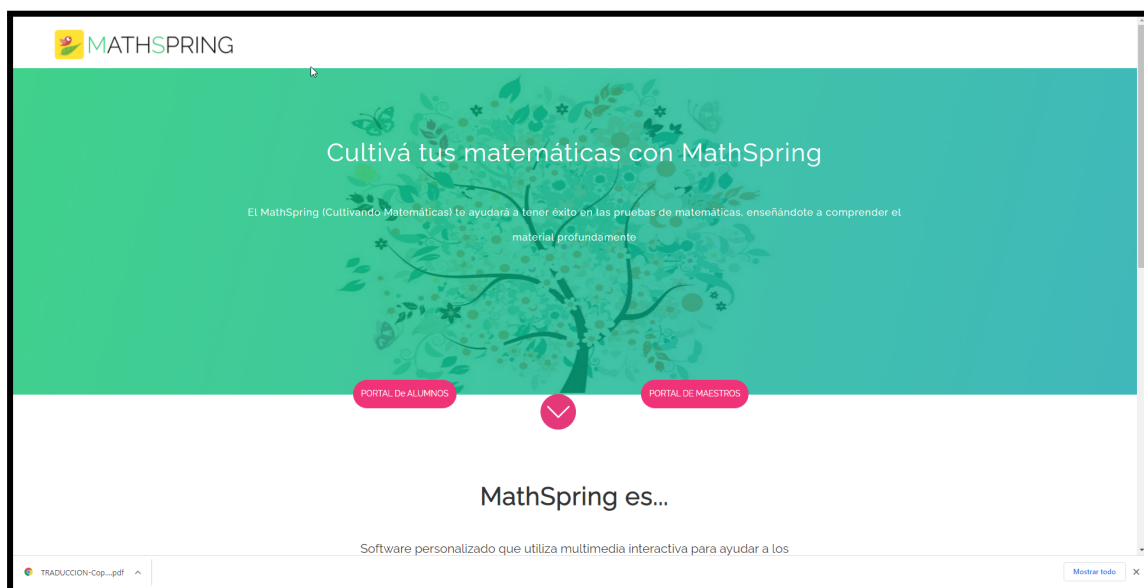 MATHSPRING
Cultivá tus matemáticas con MathSpring
El MathSpring (Cultivando Matemáticas) te ayudará a tener éxito en las pruebas de matemáticas, enseñándote a comprender el
material profundamente
PORTAL De ALUMNOS
PORTAL DE MAESTROS
MathSpring es...
Software personalizado que utiliza multimedia interactiva para ayudar a los
TRADUCCION-Cop....pdf
Mostrar todo